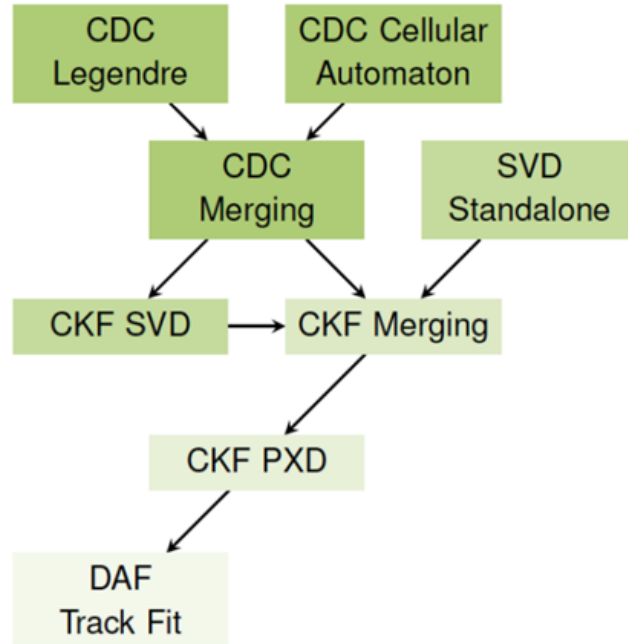 CDC
Legendre
CDC Cellular
Automaton
CDC
Merging
SVD
Standalone
CKF SVD
CKF Merging
CKF PXD
DAF
Track Fit